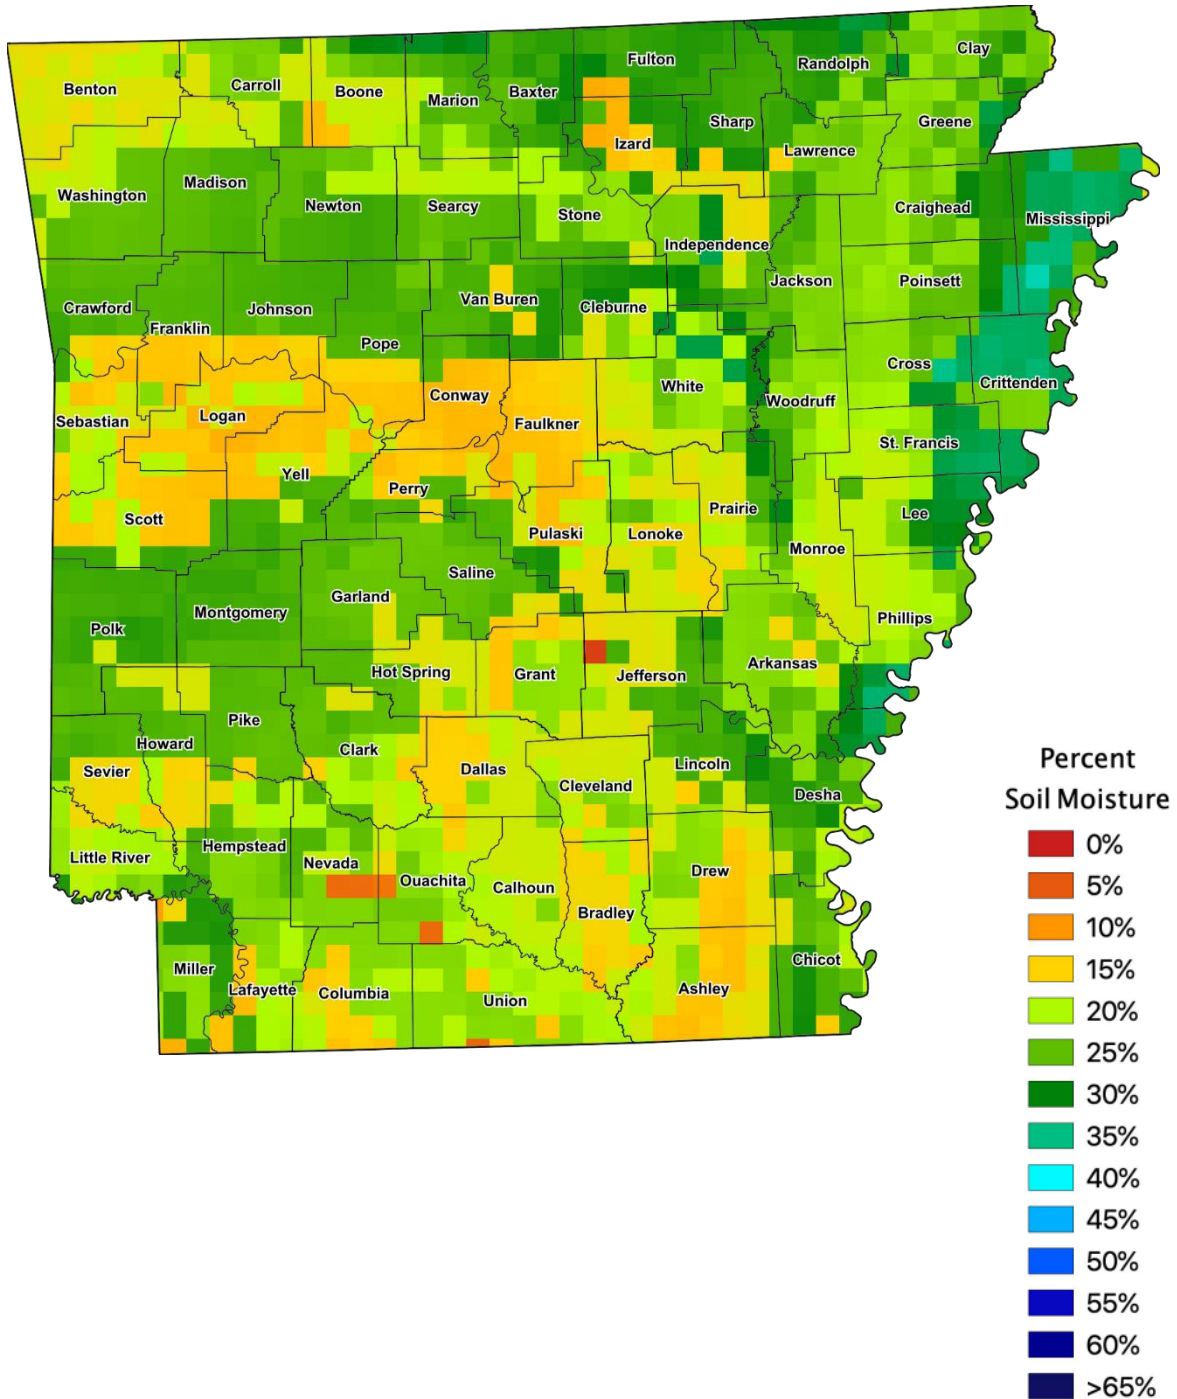 Clay
Fulton
Randolph
Carroll
Benton
Boone
Baxter
Marion
Sharp
Greene
Izard
Lawrence
Madison
Washington
Newton
Searcy
Stone
Craighead
Mississippi
Independence
Jackson
Poinsett
Van Buren
Crawford
Johnson
Cleburne
Franklin
Pope
Cross
Crittenden
White
Conway
Woodruff
Logan
Sebastian
Faulkner
St. Francis
Yell
Perry
Prairie
Lee
Scott
Pulaski
Lonoke
Monroe
Saline
Garland
Montgomery
Phillips
Polk
Arkansas
Hot Spring
Grant
Jefferson
Pike
Howard
Clark
Lincoln
Sevier
Dallas
Cleveland
Desha
Hempstead
Little River
Nevada
Drew
Ouachita
Calhoun
Bradley
Chicot
Miller
Lafayette
Columbia
Ashley
Union
Percent
Soil Moisture
0%
5%
10%
15%
20%
25%
30%
35%
40%
45%
50%
55%
60%
>65%